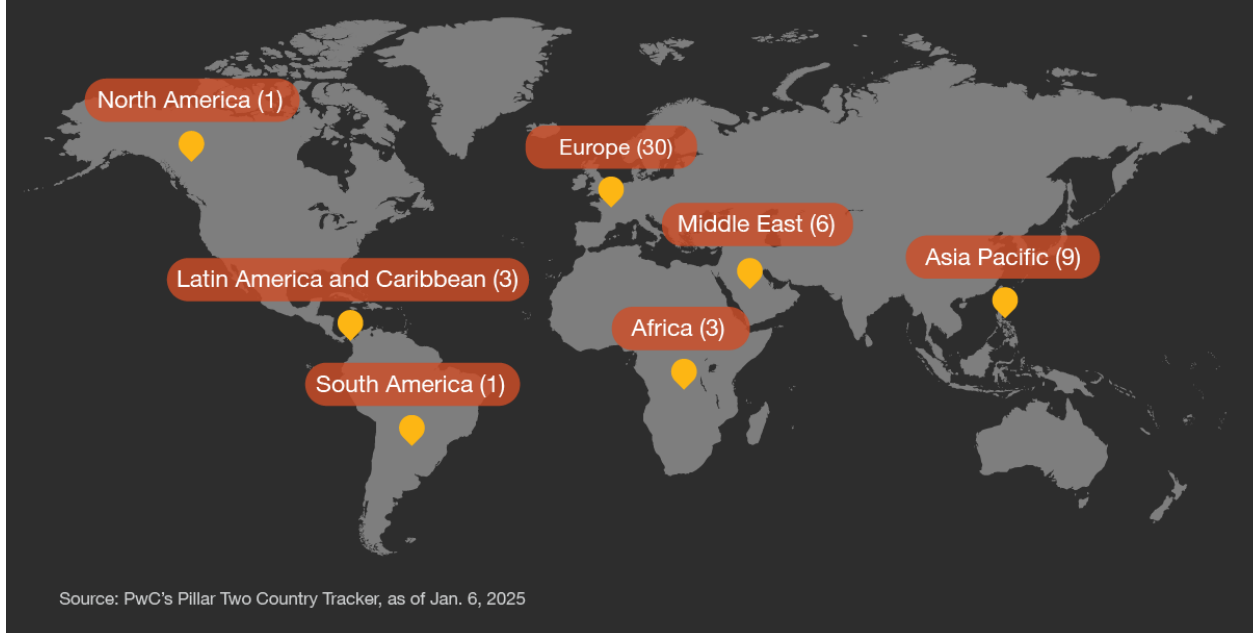 North America (1)
Europe (30)
Middle East (6)
Asia Pacific (9)
Latin America and Caribbean (3)
Africa (3)
South America (1)
Source: PwC's Pillar Two Country Tracker, as of Jan. 6, 2025